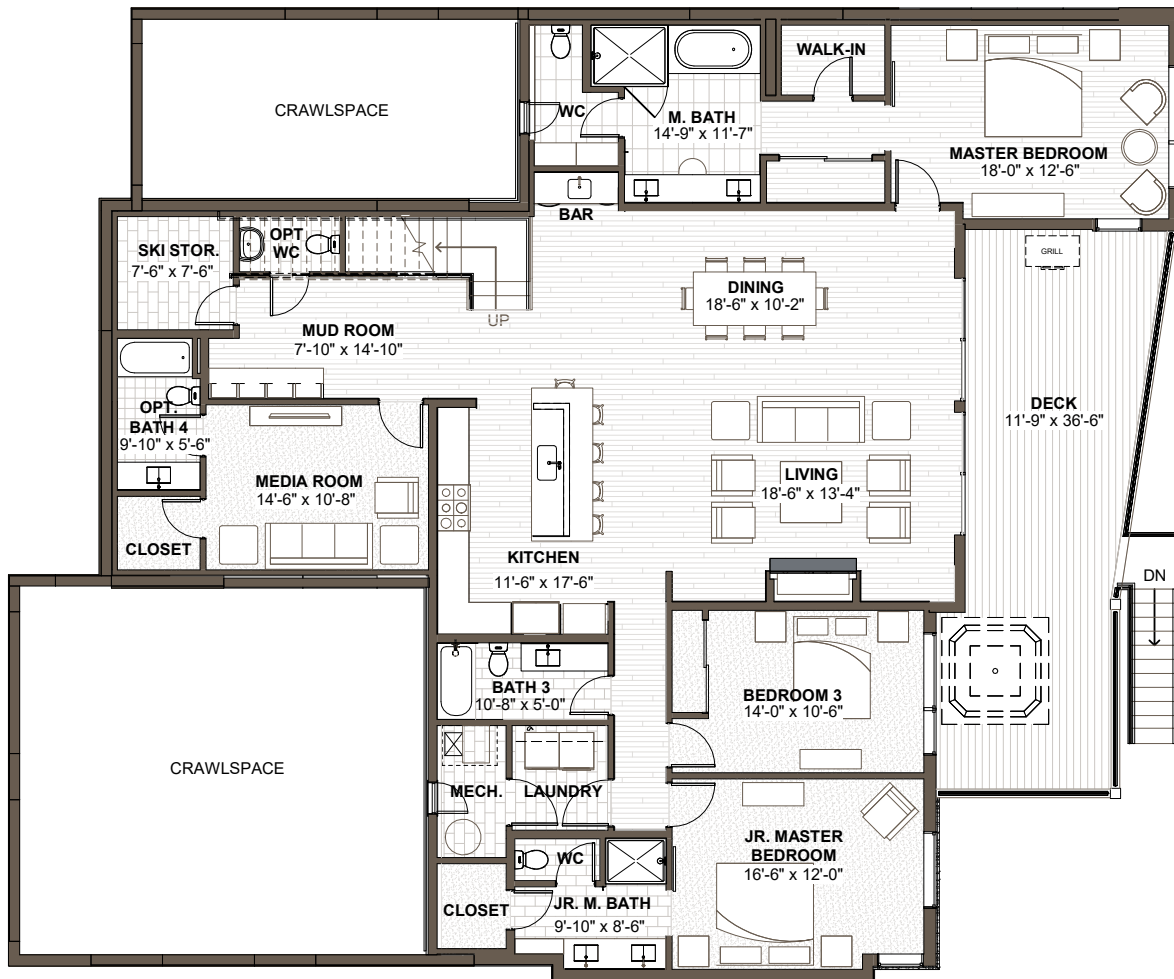 WALK-IN
CRAWLSPACE
WC
M. BATH
14'-9" x 11'-7"
MASTER BEDROOM
18'-0" x 12'-6"
BAR
OPT
WC
SKI STOR.
7'-6" x 7'-6"
GRILL
DINING
18'-6" x 10'-2"
UP
MUD ROOM
7'-10" x 14'-10"
DECK
11'-9" x 36'-6"
OPT.
BATH 4
9'-10" x 5'-6"
MEDIA ROOM
14'-6" x 10'-8"
LIVING
18'-6" x 13'-4"
CLOSET
KITCHEN
11'-6" x 17'-6"
DN
BATH 3
10'-8" x 5'-0"
BEDROOM 3
14'-0" x 10'-6"
CRAWLSPACE
MECH.
LAUNDRY
JR. MASTER
BEDROOM
16'-6" x 12'-0"
WC
CLOSET
JR. M. BATH
9'-10" x 8'-6"